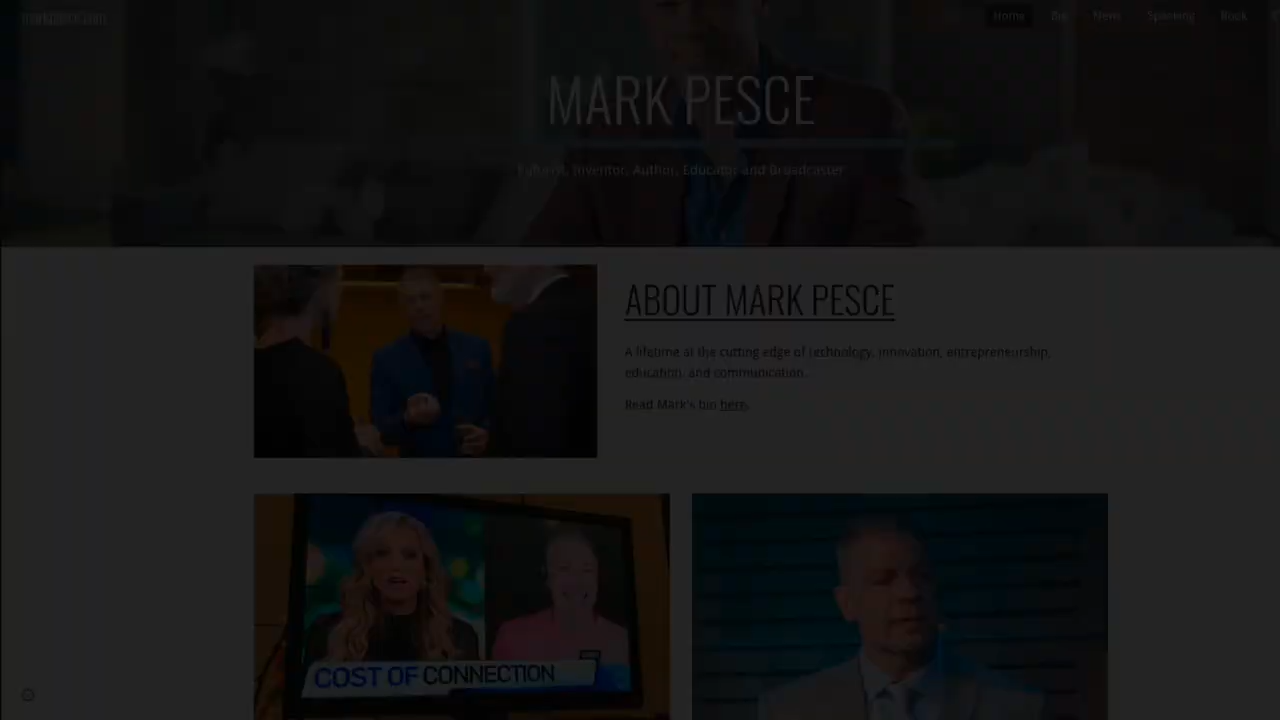 markpesce.com
Home Bio News Speaking Book
MARK PESCE
Futurist, Inventor, Author, Educator and Broadcaster
ABOUT MARK PESCE
A lifetime at the cutting edge of technology, innovation, entrepreneurship,
education, and communication.
Read Mark's bio here.
COST OF CONNECTION